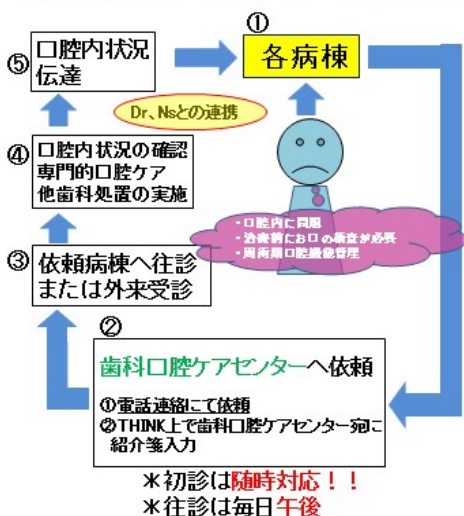 ①
各病棟
⑤
口腔内状況
伝達
Dr、Nsとの連携
④
口腔内状況の確認
専門的口腔ケア
他歯科処置の実施
・口腔内に問題
・治療前にお口の精査が必要
・周術期口腔機能管理
③
依頼病棟へ往診
または外来受診
②
歯科口腔ケアセンターへ依頼
①電話連絡にて依頼
②THINK上で歯科口腔ケアセンター宛に
紹介箋入力
＊初診は随時対応！！
＊往診は毎日午後